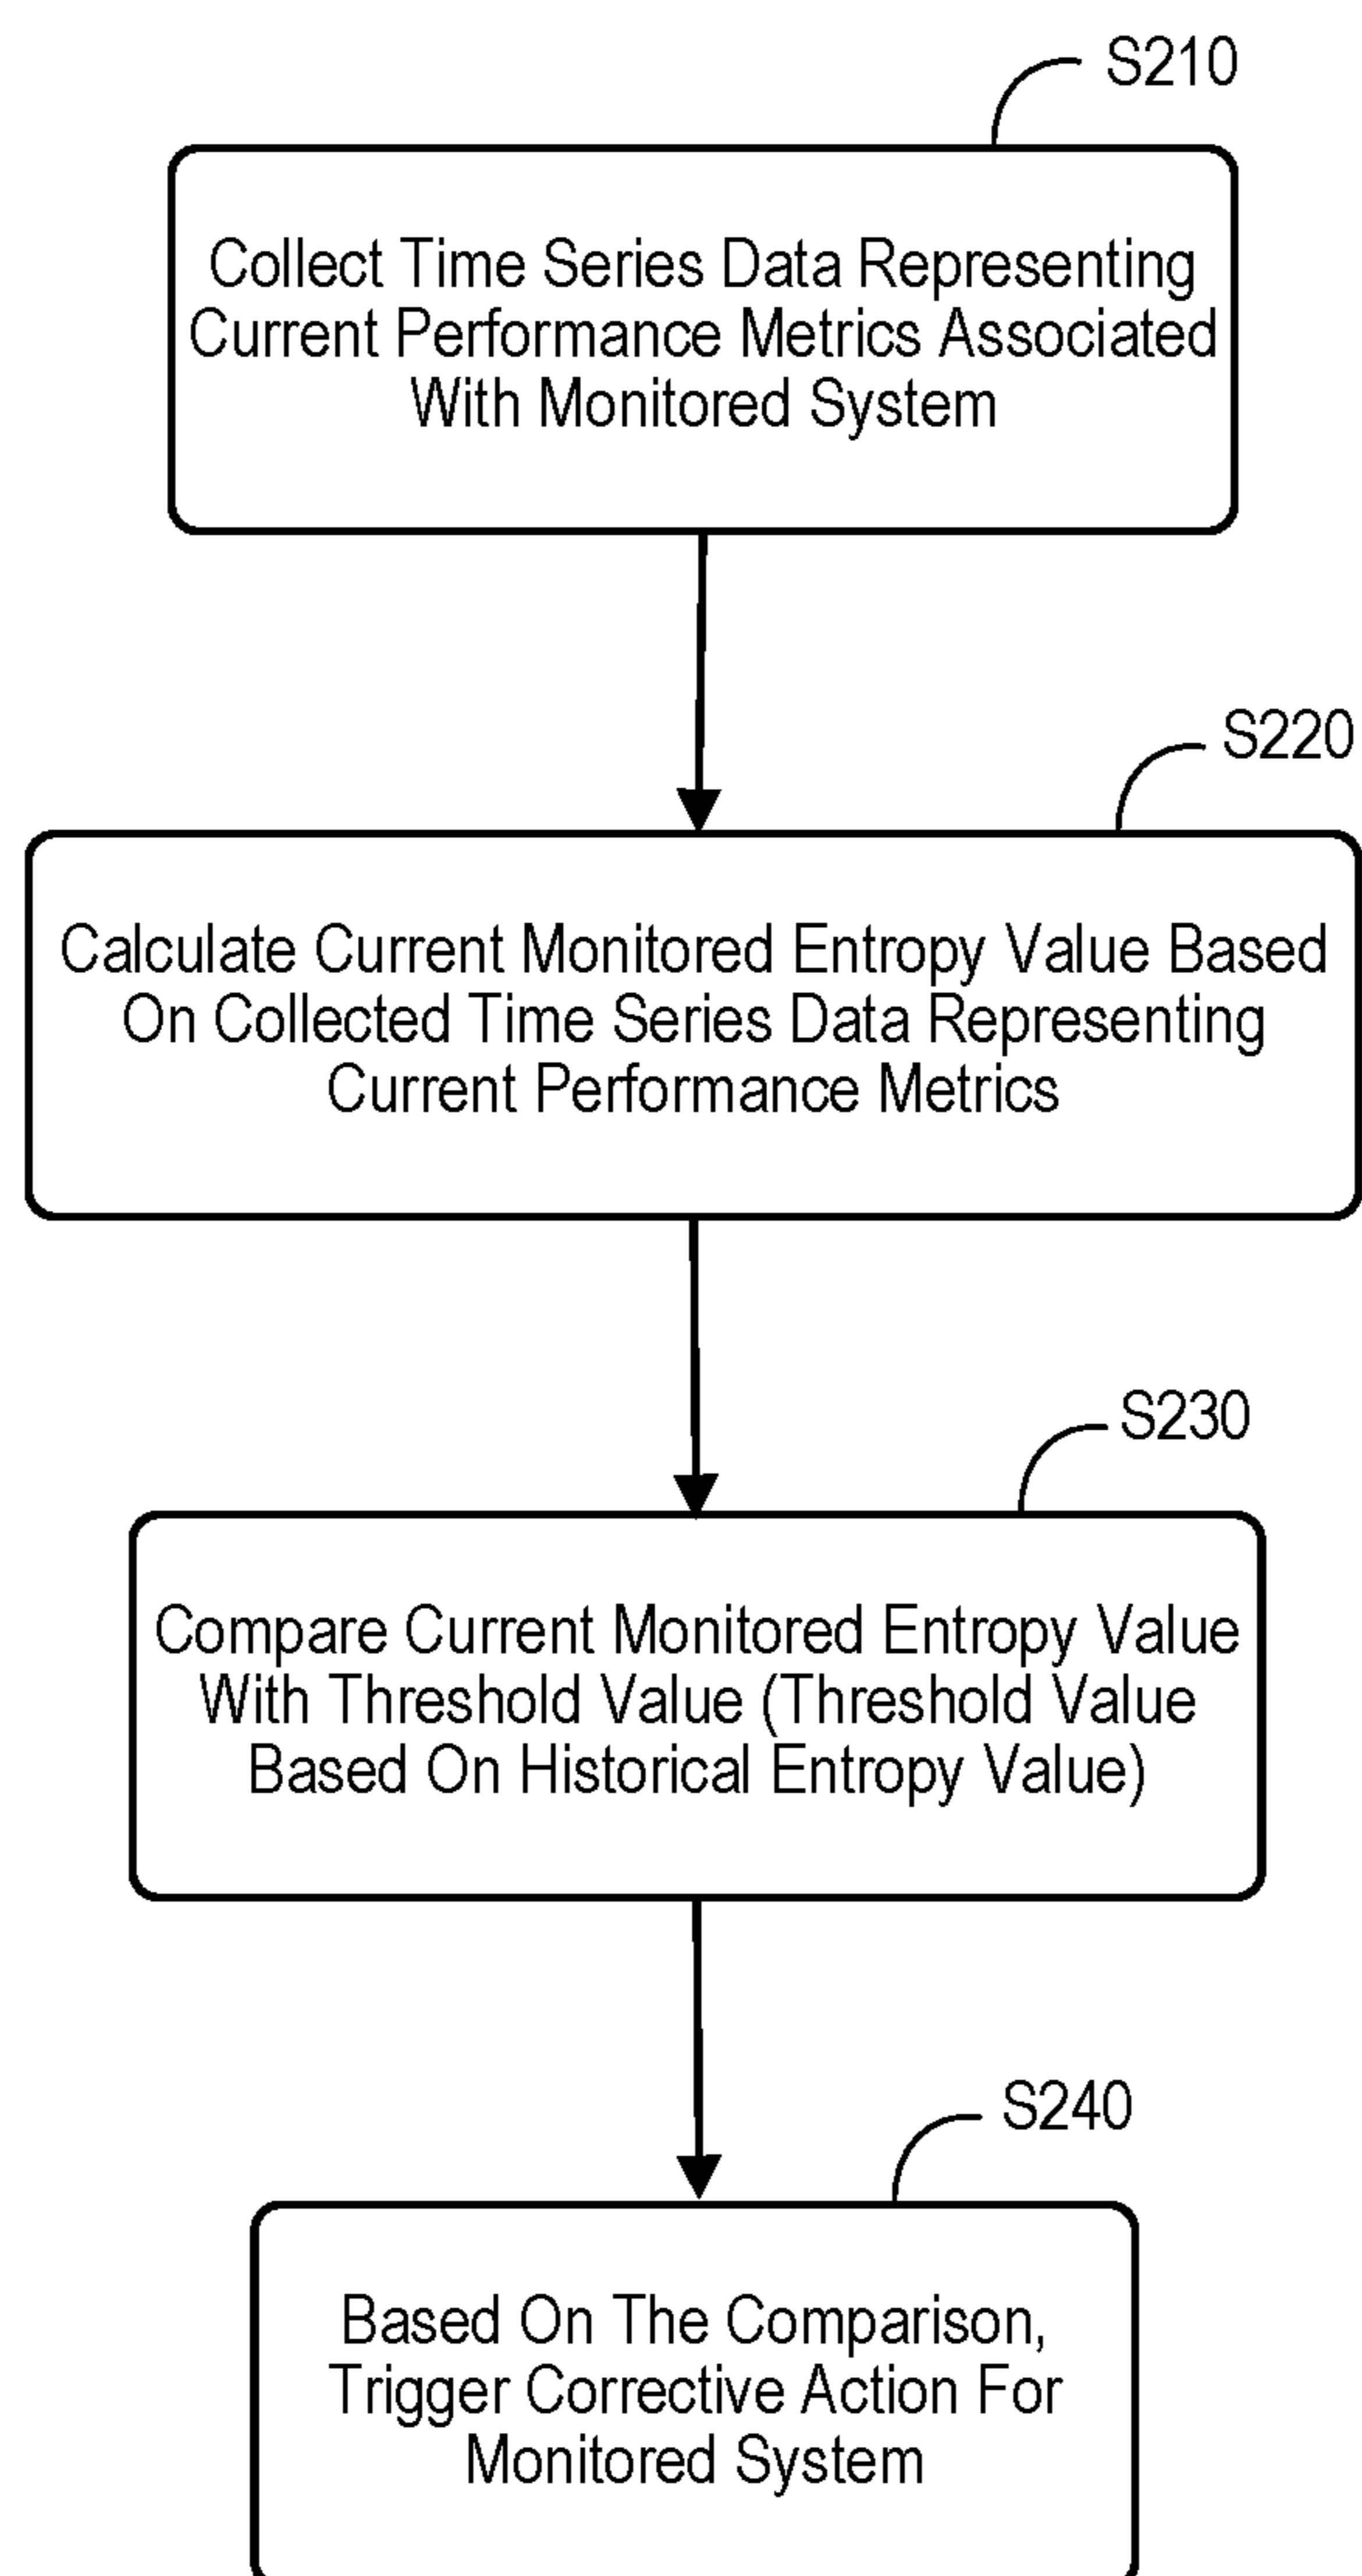 S210
Collect Time Series Data Representing
Current Performance Metrics Associated
With Monitored System
S220
Calculate Current Monitored Entropy Value Based
On Collected Time Series Data Representing
Current Performance Metrics
S230
Compare Current Monitored Entropy Value
With Threshold Value (Threshold Value
Based On Historical Entropy Value)
S240
Based On The Comparison,
Trigger Corrective Action For
Monitored System